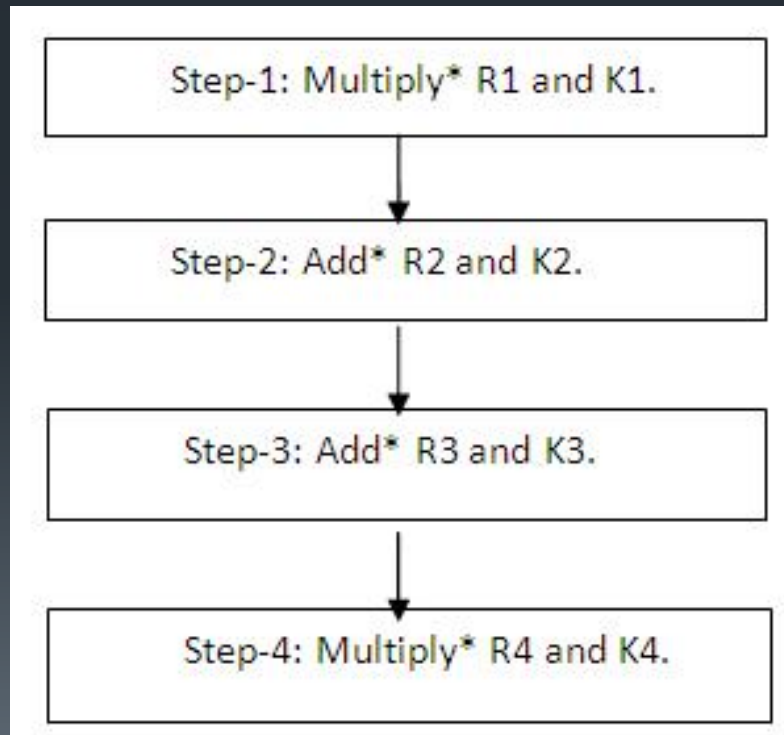 Step-1: Multiply* R1 and K1.
Step-2: Add* R2 and K2.
Step-3: Add* R3 and K3.
Step-4: Multiply* R4 and K4.